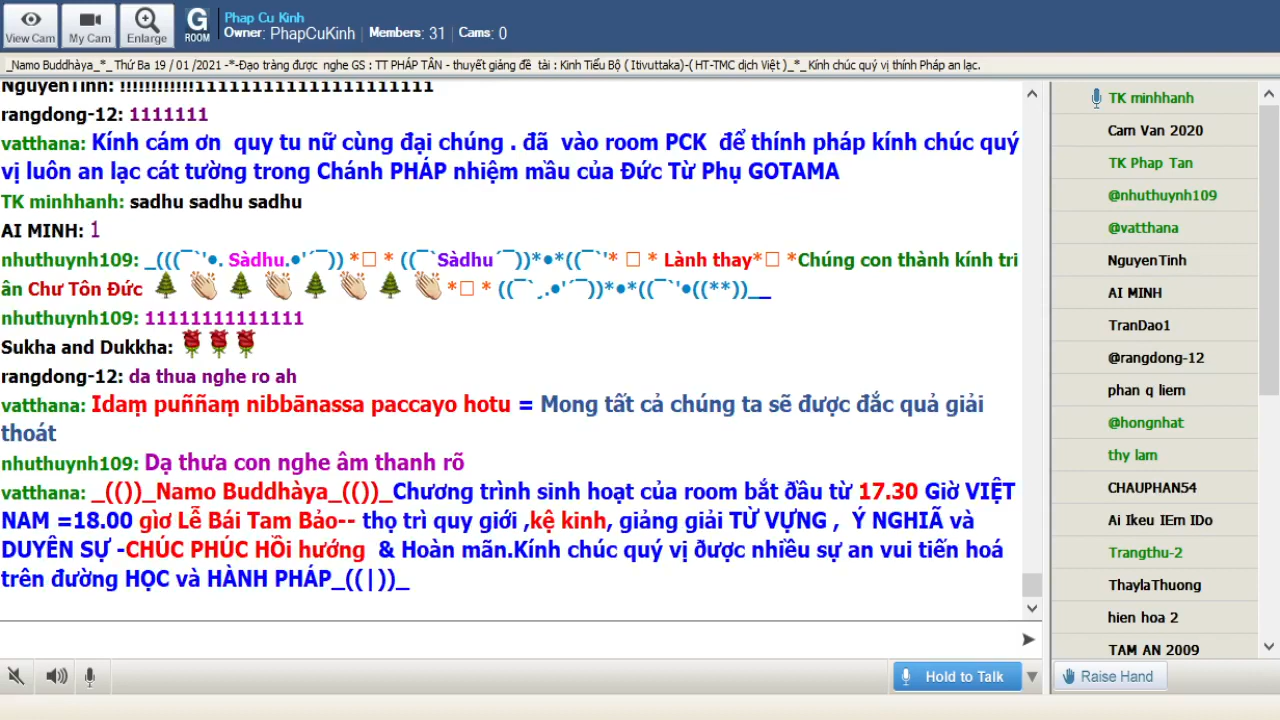 View Cam
My Cam
Enlarge
G
ROOM
Phap Cu Kinh
Owner: PhapCuKinh
Members: 31
Cams: 0
_Namo Buddhàya_*_ Thứ Ba 19 / 01 /2021 -*-Đạo tràng được nghe GS : TT PHÁP TÂN - thuyết giảng đề tài : Kinh Tiểu Bộ ( Itivuttaka)-( HT-TMC dịch Việt )_*_ Kính chúc quý vị thính Pháp an lạc.
rangdong-12: 1111111
vatthana: Kính cám ơn quy tu nữ cùng đại chúng . đã vào room PCK để thính pháp kính chúc quý
vị luôn an lạc cát tường trong Chánh PHÁP nhiệm mầu của Đức Từ Phụ GOTAMA
TK minhhanh: sadhu sadhu sadhu
AI MINH: 1
nhuthuynh109: _(((¯`'•. Sàdhu.•'´¯)) *□ * ((¯`Sàdhu´¯))*•*((¯`'* □ * Lành thay*□ *Chúng con thành kính tri
ân Chư Tôn Đức 🌲 👏 🌲 👏 🌲 👏 🌲 👏 *□ * ((¯`¸.•'´¯))*•*((¯`'•((**))__
nhuthuynh109: 11111111111111
Sukha and Dukkha: 🌹🌹🌹
rangdong-12: da thua nghe ro ah
vatthana: Idaṃ puññaṃ nibbānassa paccayo hotu = Mong tất cả chúng ta sẽ được đắc quả giải
thoát
nhuthuynh109: Dạ thưa con nghe âm thanh rõ
vatthana: _(())_Namo Buddhàya_(())_Chương trình sinh hoạt của room bắt ðầu từ 17.30 Giờ VIỆT
NAM =18.00 giờ Lễ Bái Tam Bảo-- thọ trì quy giới ,kệ kinh, giảng giải TỪ VỰNG , Ý NGHIÃ và
DUYÊN SỰ -CHÚC PHÚC HỒi hướng & Hoàn mãn.Kính chúc quý vị ðược nhiều sự an vui tiến hoá
trên đường HỌC và HÀNH PHÁP_((|))_
Hold to Talk
TK minhhanh
Cam Van 2020
TK Phap Tan
@nhuthuynh109
@vatthana
NguyenTinh
AI MINH
TranDao1
@rangdong-12
phan q liem
@hongnhat
thy lam
CHAUPHAN54
Ai Ikeu IEm IDo
Trangthu-2
ThaylaThuong
hien hoa 2
TAM AN 2009
Raise Hand